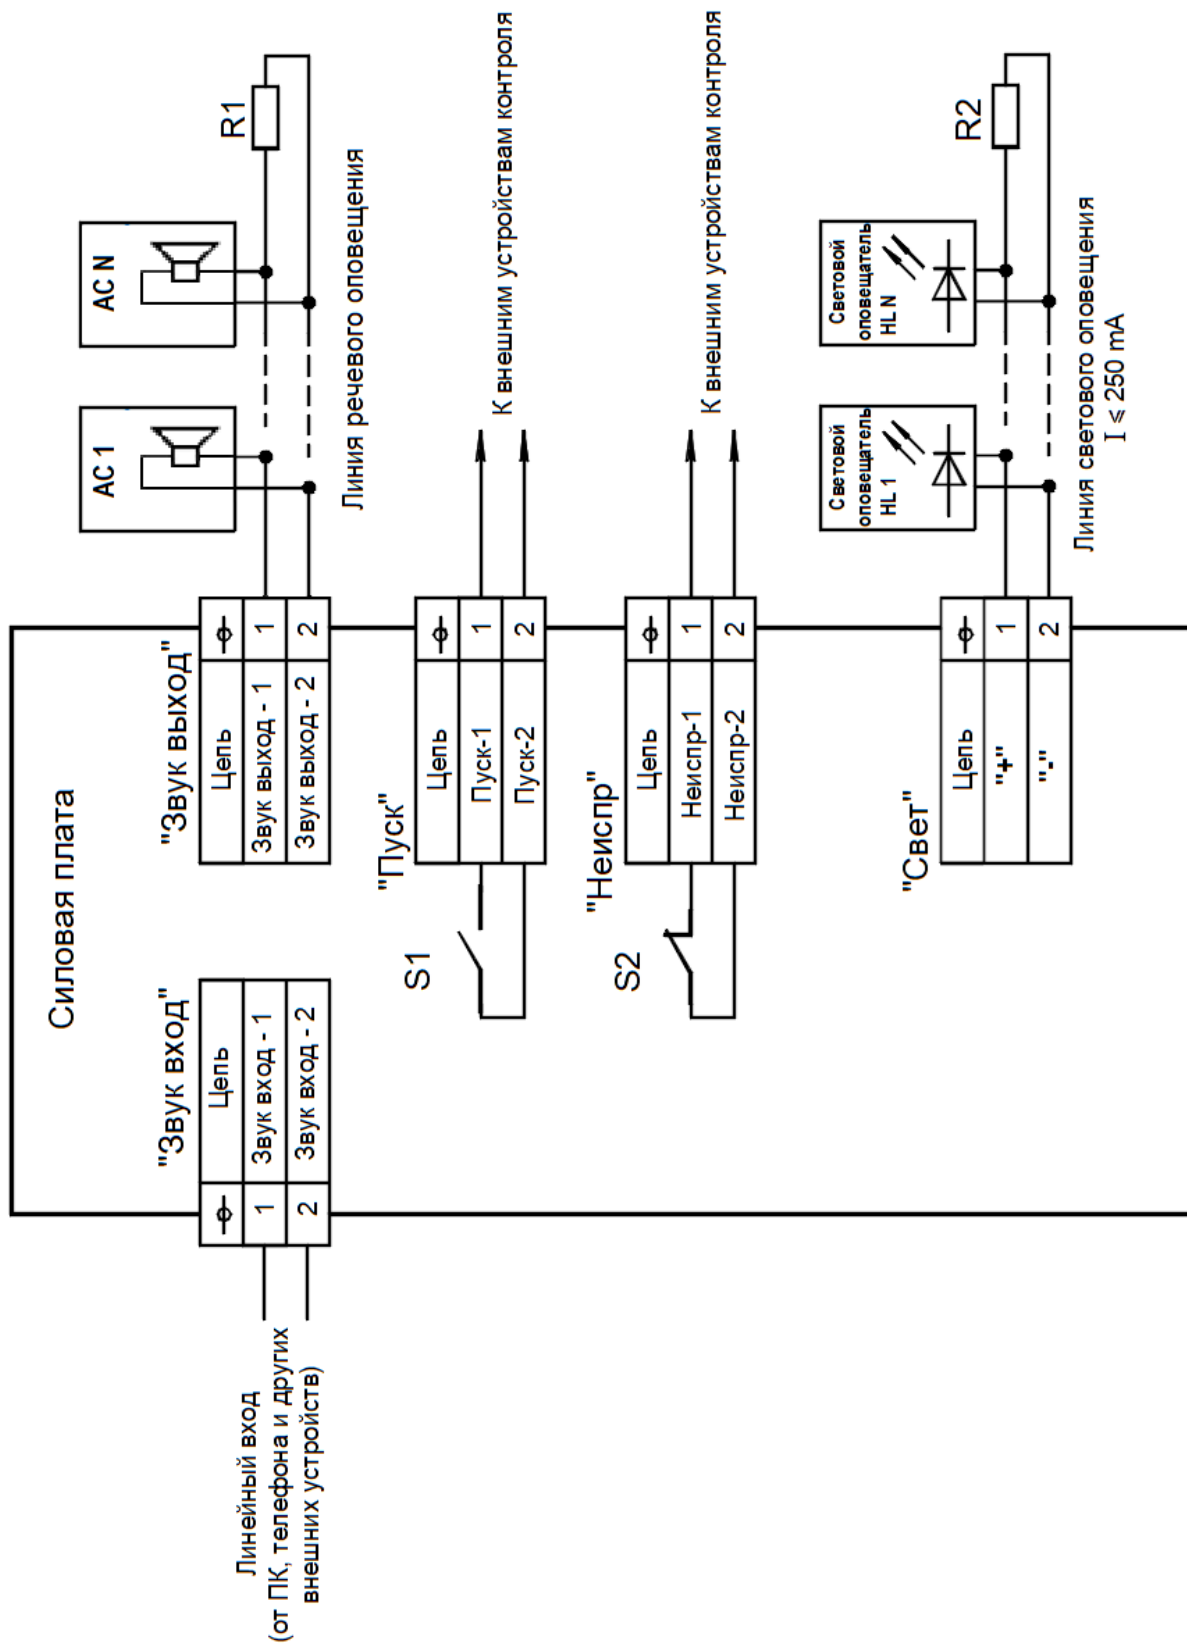 Силовая плата
"Звук вход"
Цепь
1
Звук вход - 1
2
Звук вход - 2
Линейный вход
(от ПК, телефона и других
внешних устройств)
"Звук выход"
Цепь
Звук выход - 1
1
Звук выход - 2
2
АС 1
АС N
R1
Линия речевого оповещения
"Пуск"
Цепь
Пуск-1
1
Пуск-2
2
S1
К внешним устройствам контроля
"Неиспр"
Цепь
Неиспр-1
1
Неиспр-2
2
S2
К внешним устройствам контроля
"Свет"
Цепь
"+"
1
"-"
2
Световой
оповещатель
HL 1
Световой
оповещатель
HL N
R2
Линия светового оповещения
I ⩽ 250 mA